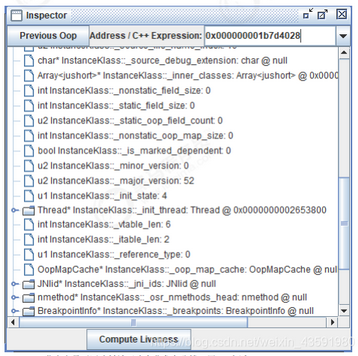 Inspector
Previous Oop Address / C++ Expression: 0x000000001b7d4028
char* InstanceKlass::_source_debug_extension: char @ null
Array<jushort>* InstanceKlass::_inner_classes: Array<jushort> @ 0x0000
int InstanceKlass::_nonstatic_field_size: 0
int InstanceKlass::_static_field_size: 0
u2 InstanceKlass::_static_oop_field_count: 0
int InstanceKlass::_nonstatic_oop_map_size: 0
bool InstanceKlass::_is_marked_dependent: 0
u2 InstanceKlass::_minor_version: 0
u2 InstanceKlass::_major_version: 52
u1 InstanceKlass::_init_state: 4
Thread* InstanceKlass::_init_thread: Thread @ 0x0000000002653800
int InstanceKlass::_vtable_len: 6
int InstanceKlass::_itable_len: 2
u1 InstanceKlass::_reference_type: 0
OopMapCache* InstanceKlass::_oop_map_cache: OopMapCache @ nul
JNIid* InstanceKlass::_jni_ids: JNIid @ null
nmethod* InstanceKlass::_osr_nmethods_head: nmethod @ null
BreakpointInfo* InstanceKlass::_breakpoints: BreakpointInfo @ null
Compute Liveness